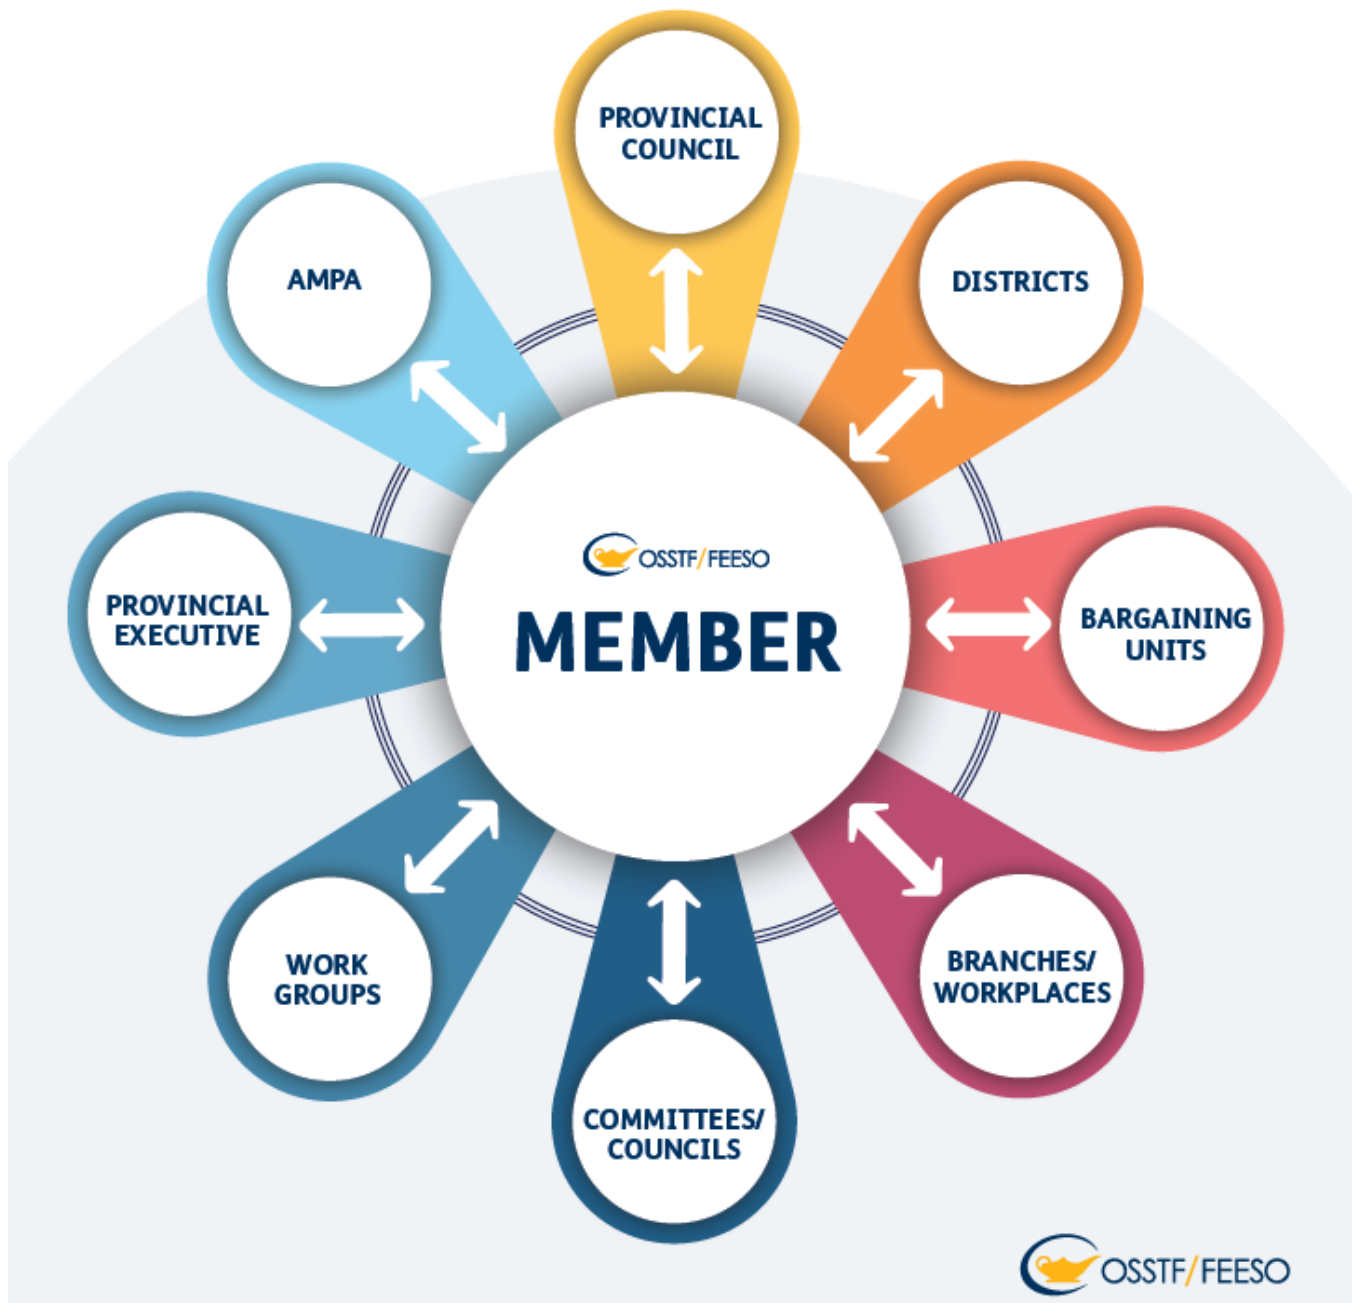 PROVINCIAL
COUNCIL
AMPA
DISTRICTS
OSSTF/FEESO
MEMBER
PROVINCIAL
EXECUTIVE
BARGAINING
UNITS
WORK
GROUPS
BRANCHES/
WORKPLACES
COMMITTEES/
COUNCILS
OSSTF/FEESO